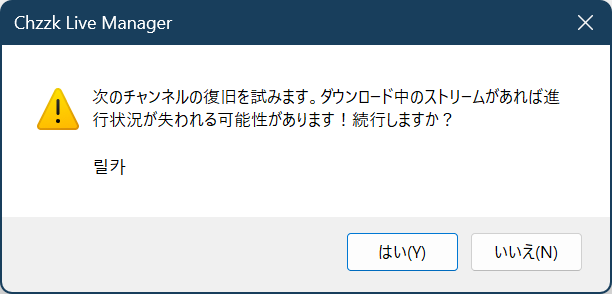 Chzzk Live Manager
次のチャンネルの復旧を試みます。ダウンロード中のストリームがあれば進
行状況が失われる可能性があります！続行しますか？
릴카
はい(Y)
いいえ(N)